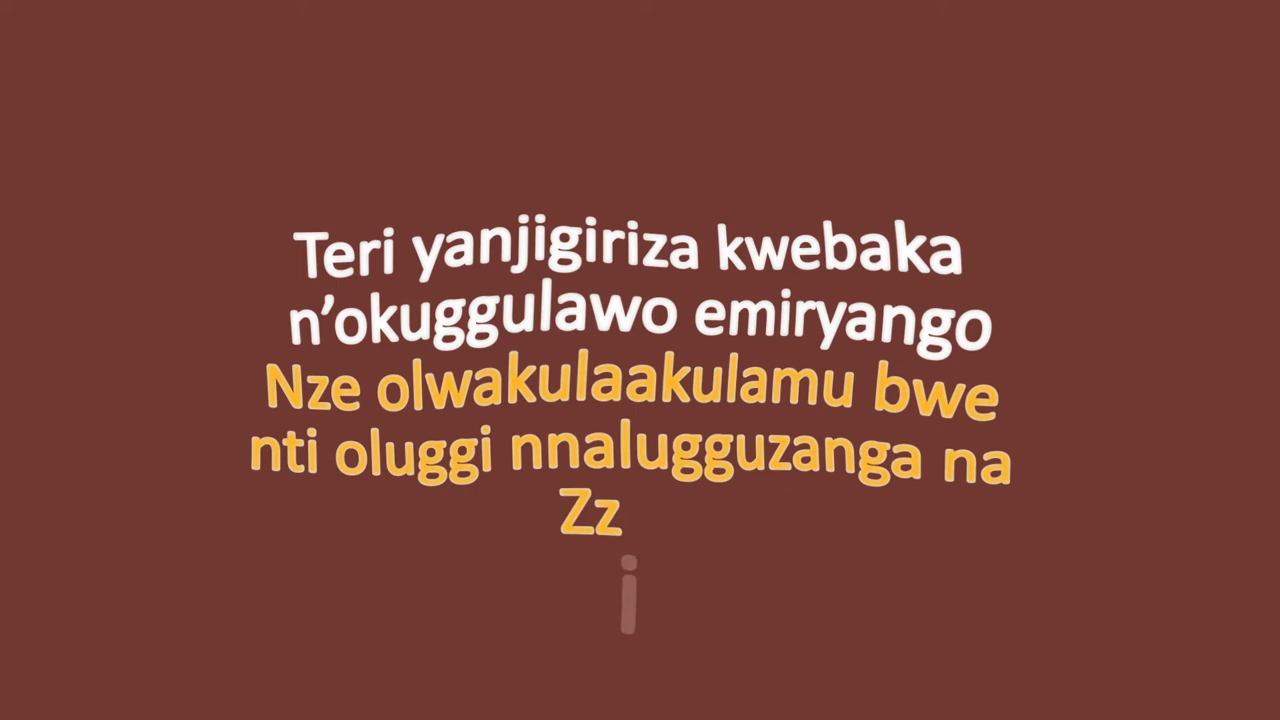 Teri yanjigiriza kwebaka
n’okuggulawo emiryango
Nze olwakulaakulamu bwe
nti oluggi nnalugguzanga na
Zz
i